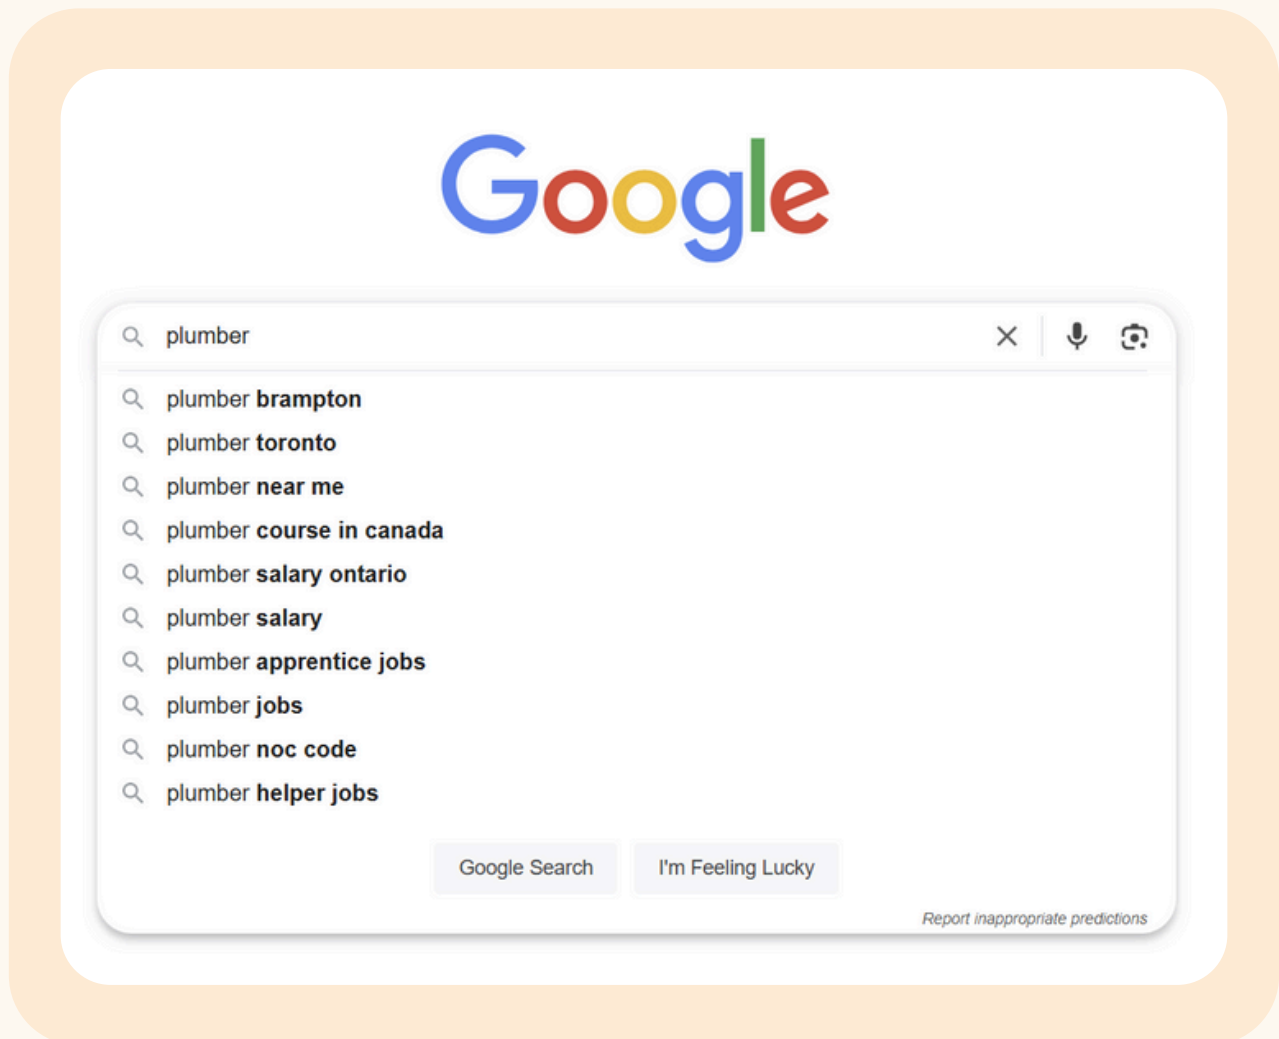 Google
plumber
plumber brampton
plumber toronto
plumber near me
plumber course in canada
plumber salary ontario
plumber salary
plumber apprentice jobs
plumber jobs
plumber noc code
plumber helper jobs
Google Search I'm Feeling Lucky
Report inappropriate predictions